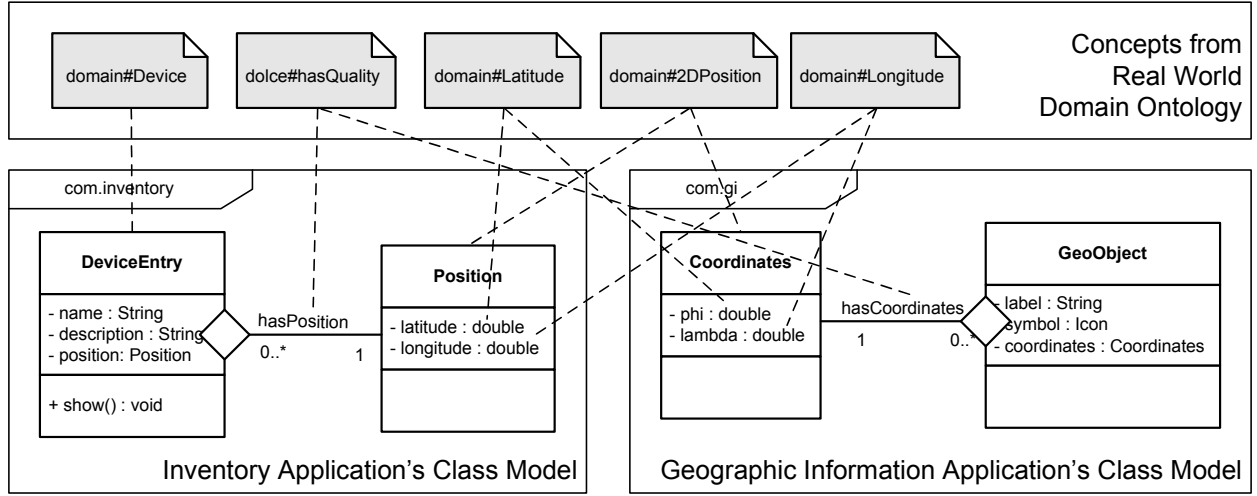 domain#Device
dolce#hasQuality
domain#Latitude
domain#2DPosition
domain#Longitude
Concepts from
Real World
Domain Ontology
com.inventory
DeviceEntry
- name : String
- description : String
- position: Position
+ show() : void
hasPosition
0..*
1
Position
- latitude : double
- longitude : double
Inventory Application's Class Model
com.gi
Coordinates
- phi : double
- lambda : double
hasCoordinates
1
0..*
GeoObject
- label : String
symbol : Icon
- coordinates : Coordinates
Geographic Information Application's Class Model